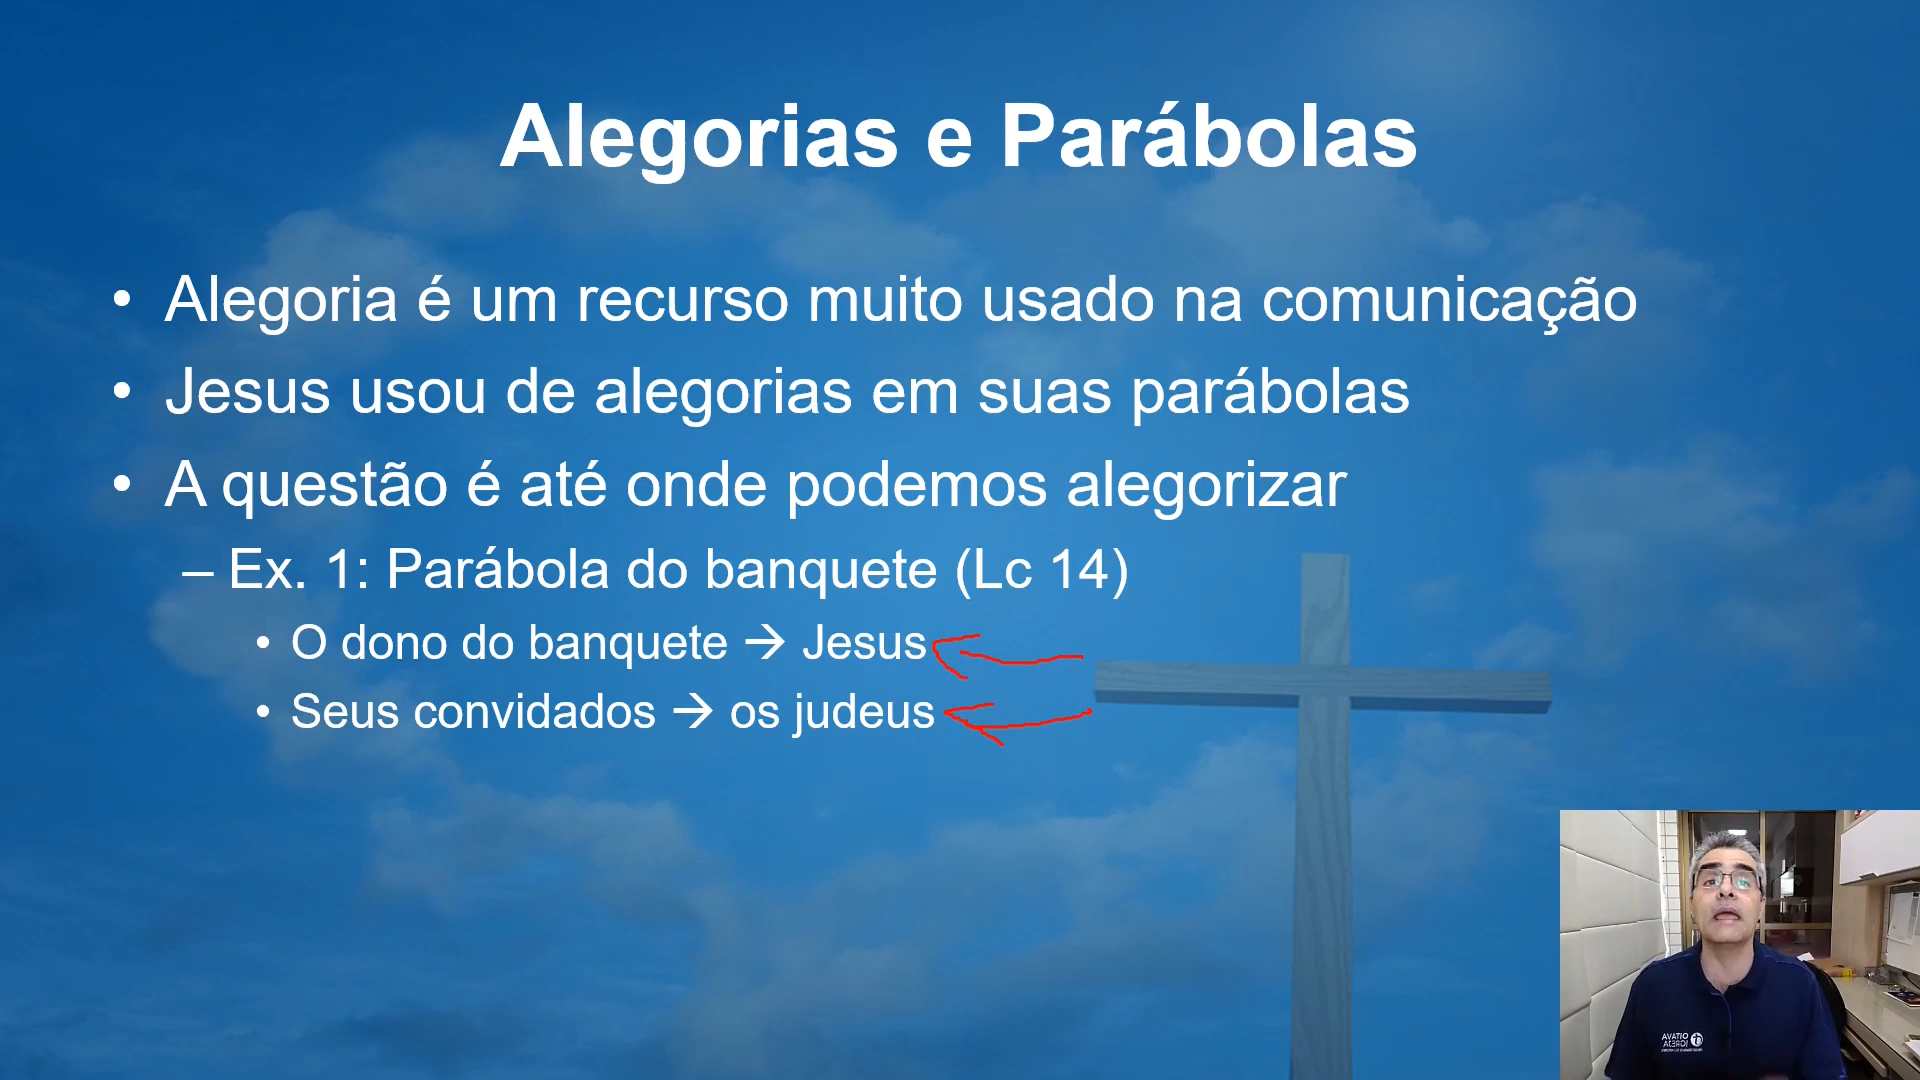 Alegorias e Parábolas
• Alegoria é um recurso muito usado na comunicação
• Jesus usou de alegorias em suas parábolas
• A questão é até onde podemos alegorizar
– Ex. 1: Parábola do banquete (Lc 14)
• O dono do banquete → Jesus
• Seus convidados → os judeus